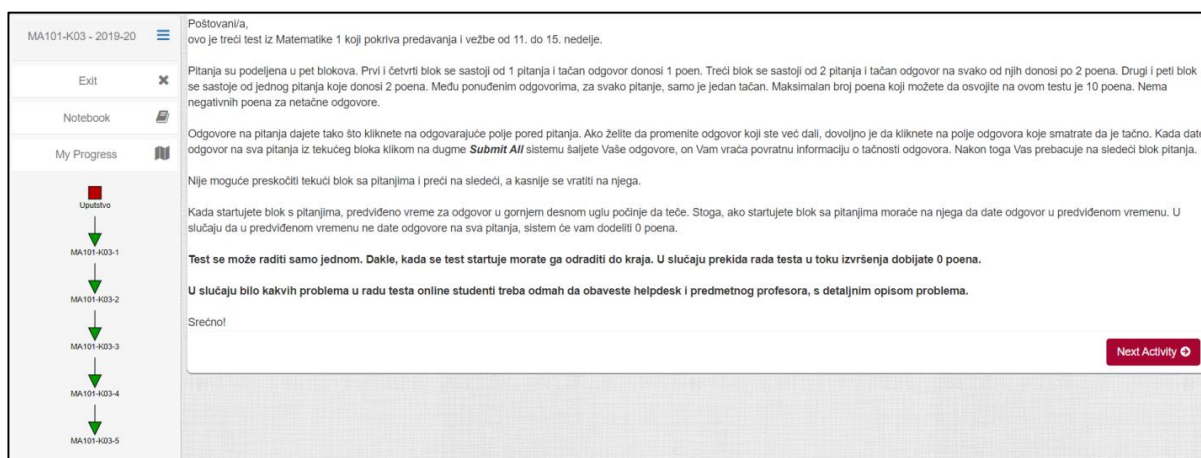 MA101-K03 - 2019-20
Exit
Notebook
My Progress
Uputstvo
MA101-K03-1
MA101-K03-2
MA101-K03-3
MA101-K03-4
MA101-K03-5
Poštovani/a,
ovo je treći test iz Matematike 1 koji pokriva predavanja i vežbe od 11. do 15. nedelje.
Pitanja su podeljena u pet blokova. Prvi i četvrti blok se sastoji od 1 pitanja i tačan odgovor donosi 1 poen. Treći blok se sastoji od 2 pitanja i tačan odgovor na svako od njih donosi po 2 poena. Drugi i peti blok
se sastoje od jednog pitanja koje donosi 2 poena. Među ponuđenim odgovorima, za svako pitanje, samo je jedan tačan. Maksimalan broj poena koji možete da osvojite na ovom testu je 10 poena. Nema
negativnih poena za netačne odgovore.
Odgovore na pitanja dajete tako što kliknete na odgovarajuće polje pored pitanja. Ako želite da promenite odgovor koji ste već dali, dovoljno je da kliknete na polje odgovora koje smatrate da je tačno. Kada date
odgovor na sva pitanja iz tekućeg bloka klikom na dugme Submit All sistemu šaljete Vaše odgovore, on Vam vraća povratnu informaciju o tačnosti odgovora. Nakon toga Vas prebacuje na sledeći blok pitanja.
Nije moguće preskočiti tekući blok sa pitanjima i preći na sledeći, a kasnije se vratiti na njega.
Kada startujete blok s pitanjima, predviđeno vreme za odgovor u gornjem desnom uglu počinje da teče. Stoga, ako startujete blok sa pitanjima moraće na njega da date odgovor u predviđenom vremenu. U
slučaju da u predviđenom vremenu ne date odgovore na sva pitanja, sistem će vam dodeliti 0 poena.
Test se može raditi samo jednom. Dakle, kada se test startuje morate ga odraditi do kraja. U slučaju prekida rada testa u toku izvršenja dobijate 0 poena.
U slučaju bilo kakvih problema u radu testa online studenti treba odmah da obaveste helpdesk i predmetnog profesora, s detaljnim opisom problema.
Srećno!
Next Activity